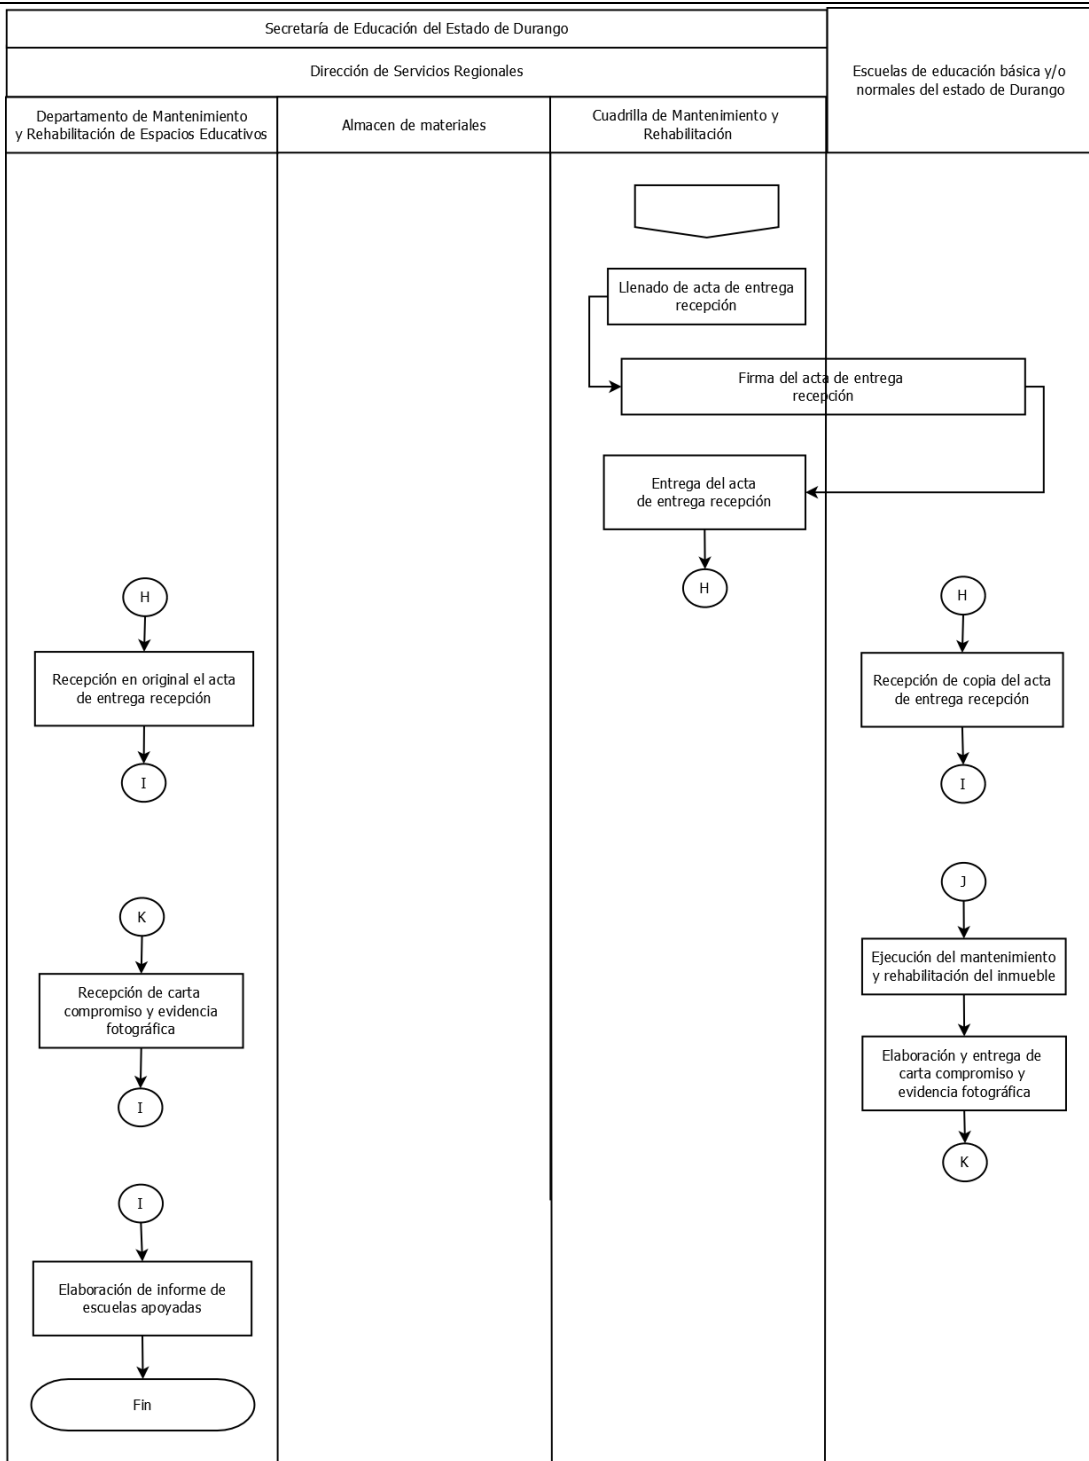 Secretaría de Educación del Estado de Durango
Dirección de Servicios Regionales
Escuelas de educación básica y/o
normales del estado de Durango
Departamento de Mantenimiento
y Rehabilitación de Espacios Educativos
Almacen de materiales
Cuadrilla de Mantenimiento y
Rehabilitación
Llenado de acta de entrega
recepción
Firma del acta de entrega
recepción
Entrega del acta
de entrega recepción
H
H
H
Recepción en original el acta
de entrega recepción
Recepción de copia del acta
de entrega recepción
I
I
J
K
Ejecución del mantenimiento
y rehabilitación del inmueble
Recepción de carta
compromiso y evidencia
fotográfica
Elaboración y entrega de
carta compromiso y
evidencia fotográfica
I
K
I
Elaboración de informe de
escuelas apoyadas
Fin